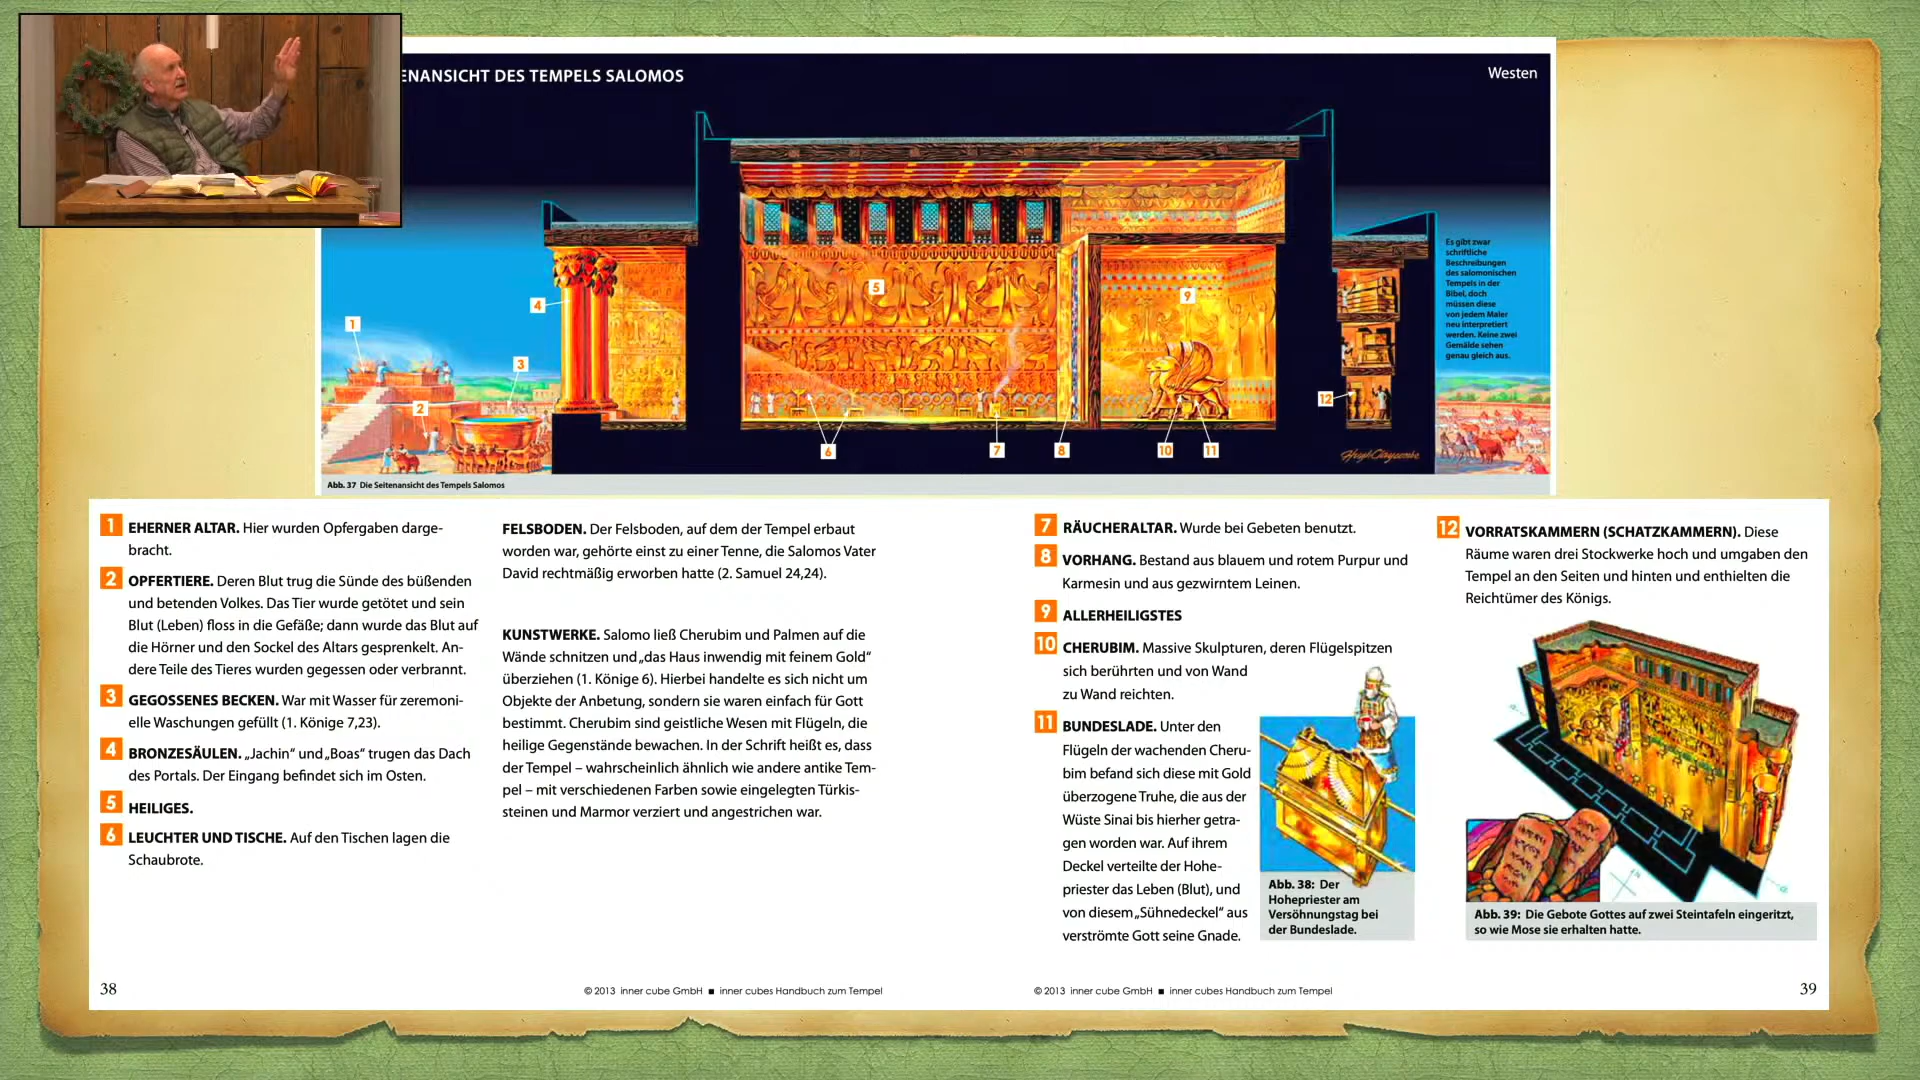 ENANSICHT DES TEMPELS SALOMOS
Westen
Es gibt zwar
schriftliche
Beschreibungen
des salomonischen
Tempels in der
Bibel, doch
müssen diese
von jedem Maler
neu interpretiert
werden. Keine zwei
Gemälde sehen
genau gleich aus.
1
2
3
4
5
6
7
8
9
10
11
12
Abb. 37 Die Seitenansicht des Tempels Salomos
1 EHERNER ALTAR. Hier wurden Opfergaben darge-
bracht.
2 OPFERTIERE. Deren Blut trug die Sünde des büßenden
und betenden Volkes. Das Tier wurde getötet und sein
Blut (Leben) floss in die Gefäße; dann wurde das Blut auf
die Hörner und den Sockel des Altars gesprenkelt. An-
dere Teile des Tieres wurden gegessen oder verbrannt.
3 GEGOSSENES BECKEN. War mit Wasser für zeremoni-
elle Waschungen gefüllt (1. Könige 7,23).
4 BRONZESÄULEN. „Jachin“ und „Boas“ trugen das Dach
des Portals. Der Eingang befindet sich im Osten.
5 HEILIGES.
6 LEUCHTER UND TISCHE. Auf den Tischen lagen die
Schaubrote.
FELSBODEN. Der Felsboden, auf dem der Tempel erbaut
worden war, gehörte einst zu einer Tenne, die Salomos Vater
David rechtmäßig erworben hatte (2. Samuel 24,24).
KUNSTWERKE. Salomo ließ Cherubim und Palmen auf die
Wände schnitzen und „das Haus inwendig mit feinem Gold“
überziehen (1. Könige 6). Hierbei handelte es sich nicht um
Objekte der Anbetung, sondern sie waren einfach für Gott
bestimmt. Cherubim sind geistliche Wesen mit Flügeln, die
heilige Gegenstände bewachen. In der Schrift heißt es, dass
der Tempel – wahrscheinlich ähnlich wie andere antike Tem-
pel – mit verschiedenen Farben sowie eingelegten Türkis-
steinen und Marmor verziert und angestrichen war.
7 RÄUCHERALTAR. Wurde bei Gebeten benutzt.
8 VORHANG. Bestand aus blauem und rotem Purpur und
Karmesin und aus gezwirntem Leinen.
9 ALLERHEILIGSTES
10 CHERUBIM. Massive Skulpturen, deren Flügelspitzen
sich berührten und von Wand
zu Wand reichten.
11 BUNDESLADE. Unter den
Flügeln der wachenden Cheru-
bim befand sich diese mit Gold
überzogene Truhe, die aus der
Wüste Sinai bis hierher getra-
gen worden war. Auf ihrem
Deckel verteilte der Hohe-
priester das Leben (Blut), und
von diesem „Sühnedeckel“ aus
verströmte Gott seine Gnade.
Abb. 38: Der
Hohepriester am
Versöhnungstag bei
der Bundeslade.
12 VORRATSKAMMERN (SCHATZKAMMERN). Diese
Räume waren drei Stockwerke hoch und umgaben den
Tempel an den Seiten und hinten und enthielten die
Reichtümer des Königs.
Abb. 39: Die Gebote Gottes auf zwei Steintafeln eingeritzt,
so wie Mose sie erhalten hatte.
38
© 2013 inner cube GmbH ■ inner cubes Handbuch zum Tempel
© 2013 inner cube GmbH ■ inner cubes Handbuch zum Tempel
39